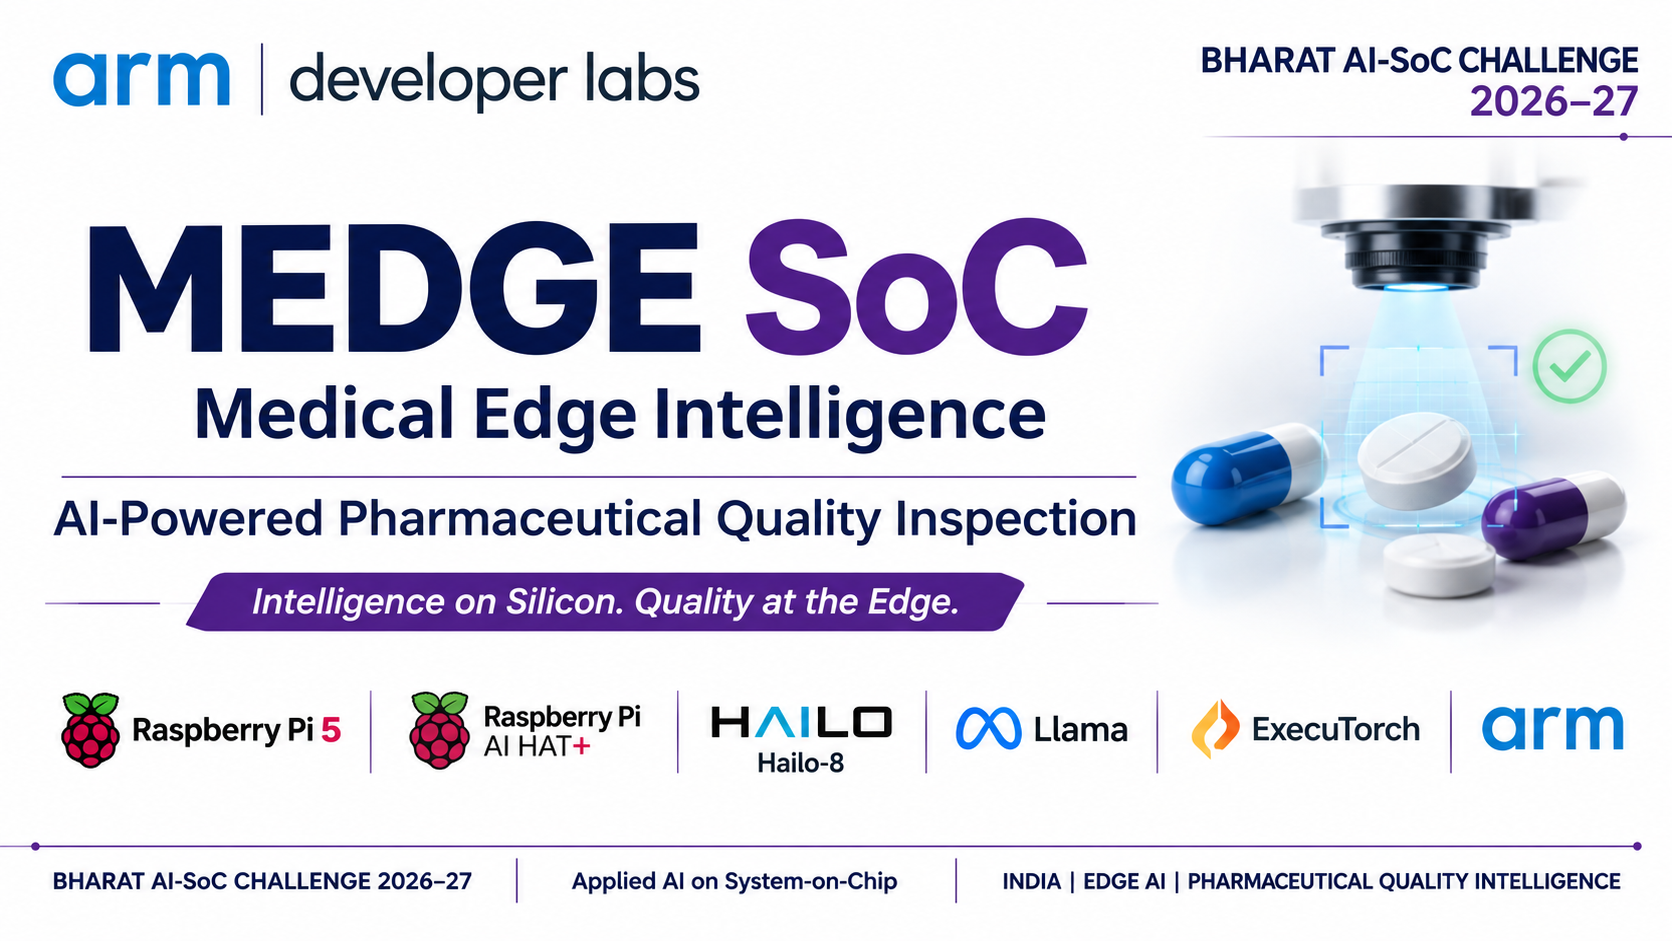 arm | developer labs
BHARAT AI-SoC CHALLENGE
2026–27
MEDGE SoC
Medical Edge Intelligence
AI-Powered Pharmaceutical Quality Inspection
Intelligence on Silicon. Quality at the Edge.
Raspberry Pi 5
Raspberry Pi
AI HAT+
HAILO
Hailo-8
Llama
ExecuTorch
arm
BHARAT AI-SoC CHALLENGE 2026–27
Applied AI on System-on-Chip
INDIA | EDGE AI | PHARMACEUTICAL QUALITY INTELLIGENCE